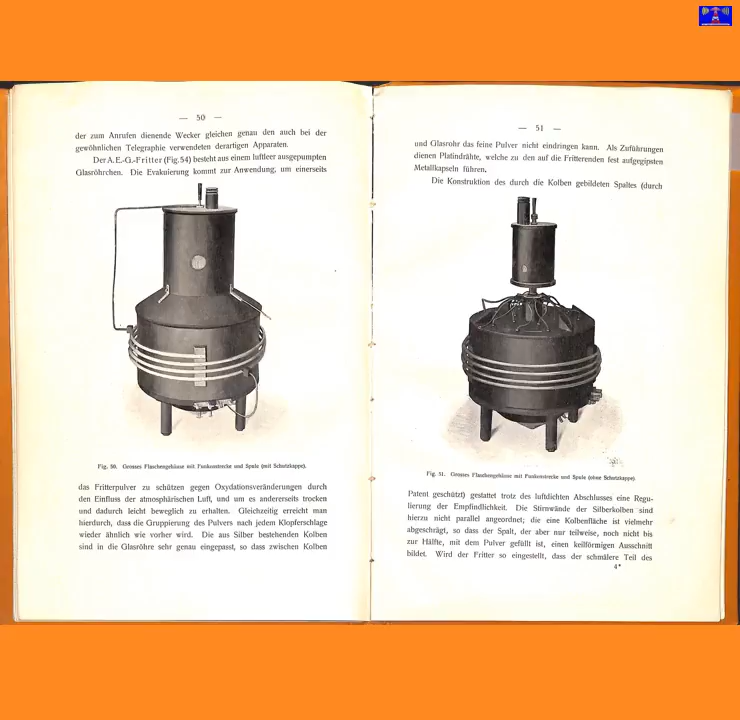 — 50 —
der zum Anrufen dienende Wecker gleichen genau den auch bei der
gewöhnlichen Telegraphie verwendeten derartigen Apparaten.
Der A. E.-G.-Fritter (Fig. 54) besteht aus einem luftleer ausgepumpten
Glasröhrchen. Die Evakuierung kommt zur Anwendung, um einerseits
Fig. 50. Grosses Flaschengehäuse mit Funkenstrecke und Spule (mit Schutzkappe).
das Fritterpulver zu schützen gegen Oxydationsveränderungen durch
den Einfluss der atmosphärischen Luft, und um es andererseits trocken
und dadurch leicht beweglich zu erhalten. Gleichzeitig erreicht man
hierdurch, dass die Gruppierung des Pulvers nach jedem Klopferschlage
wieder ähnlich wie vorher wird. Die aus Silber bestehenden Kolben
sind in die Glasröhre sehr genau eingepasst, so dass zwischen Kolben
— 51 —
und Glasrohr das feine Pulver nicht eindringen kann. Als Zuführungen
dienen Platindrähte, welche zu den auf die Fritterenden fest aufgegipsten
Metallkapseln führen.
Die Konstruktion des durch die Kolben gebildeten Spaltes (durch
Fig. 51. Grosses Flaschengehäuse mit Funkenstrecke und Spule (ohne Schutzkappe).
Patent geschützt) gestattet trotz des luftdichten Abschlusses eine Regu-
lierung der Empfindlichkeit. Die Stirnwände der Silberkolben sind
hierzu nicht parallel angeordnet; die eine Kolbenfläche ist vielmehr
abgeschrägt, so dass der Spalt, der aber nur teilweise, noch nicht bis
zur Hälfte, mit dem Pulver gefüllt ist, einen keilförmigen Ausschnitt
bildet. Wird der Fritter so eingestellt, dass der schmälere Teil des
4*